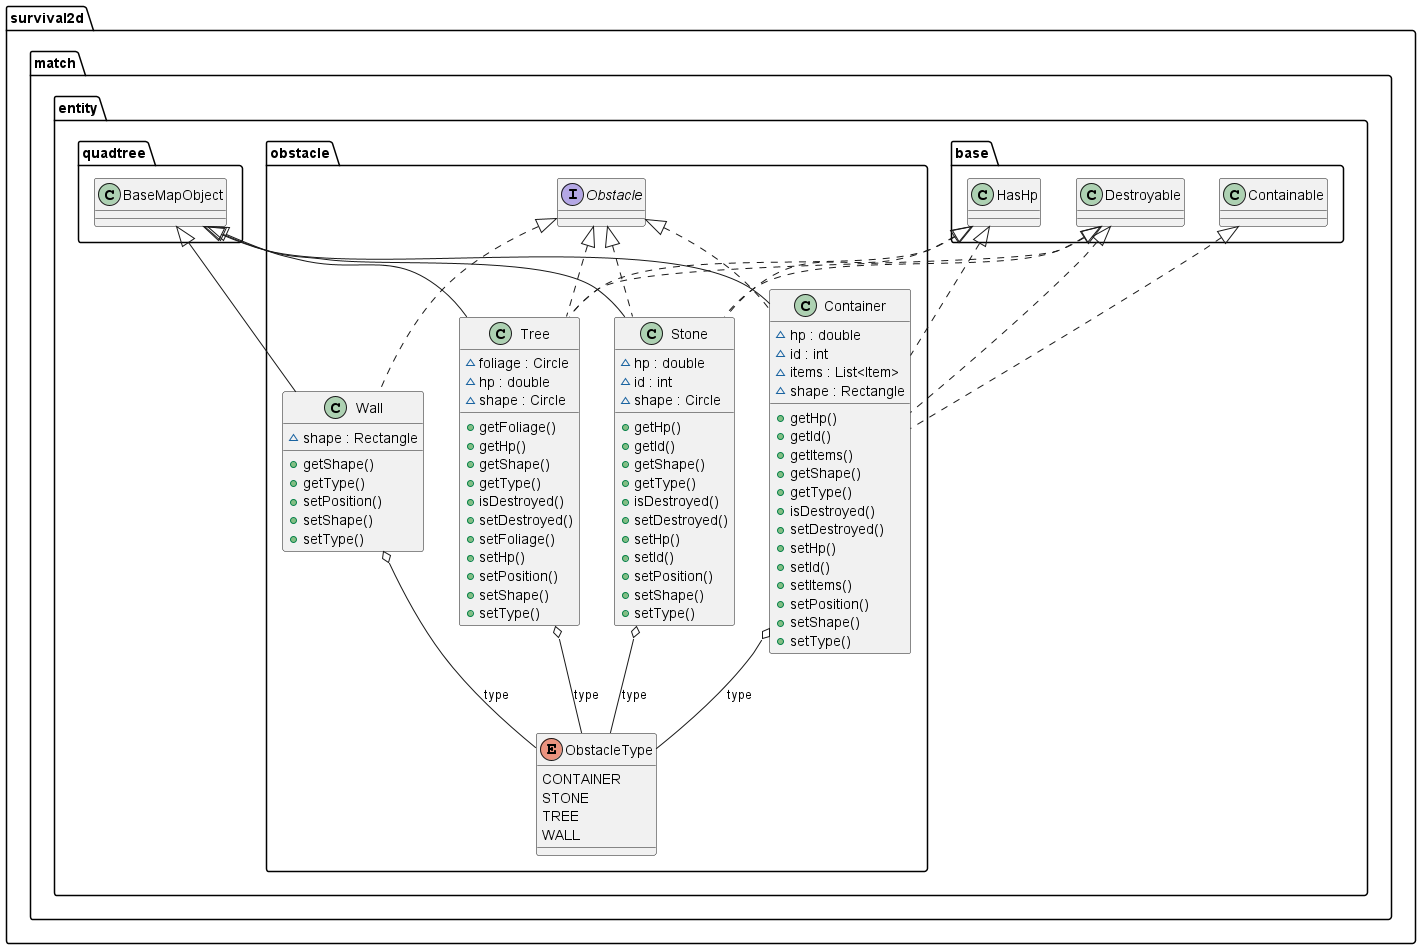 survival2d
match
entity
quadtree
obstacle
base
C BaseMapObject
I Obstacle
C HasHp
C Destroyable
C Containable
C Wall
shape : Rectangle
getShape()
getType()
setPosition()
setShape()
setType()
C Tree
foliage : Circle
hp : double
shape : Circle
getFoliage()
getHp()
getShape()
getType()
isDestroyed()
setDestroyed()
setFoliage()
setHp()
setPosition()
setShape()
setType()
C Stone
hp : double
id : int
shape : Circle
getHp()
getId()
getShape()
getType()
isDestroyed()
setDestroyed()
setHp()
setId()
setPosition()
setShape()
setType()
C Container
hp : double
id : int
items : List<Item>
shape : Rectangle
getHp()
getId()
getItems()
getShape()
getType()
isDestroyed()
setDestroyed()
setHp()
setId()
setItems()
setPosition()
setShape()
setType()
type
type
type
type
E ObstacleType
CONTAINER
STONE
TREE
WALL